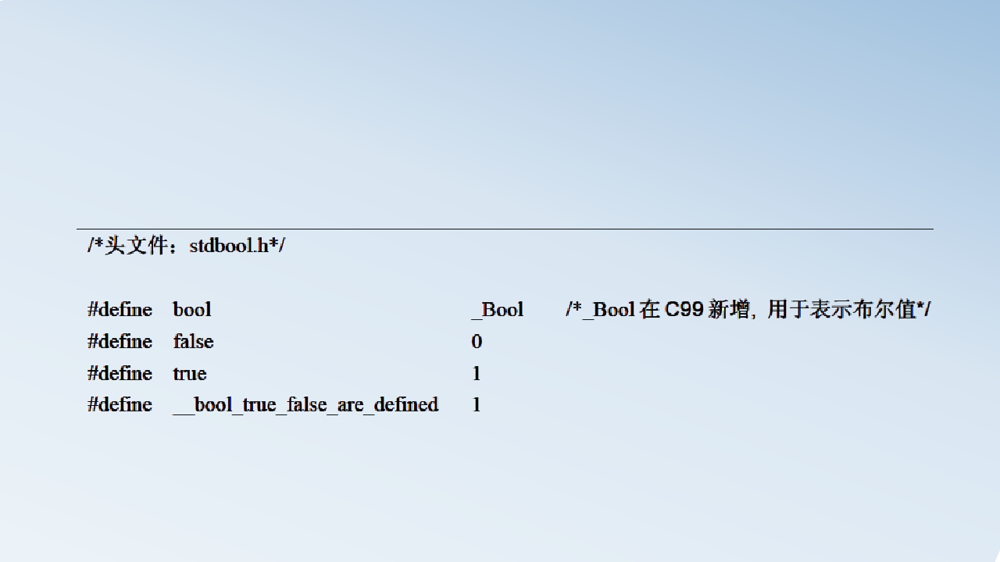 /*头文件：stdbool.h*/
#define bool _Bool /*_Bool 在 C99 新增, 用于表示布尔值*/
#define false 0
#define true 1
#define __bool_true_false_are_defined 1